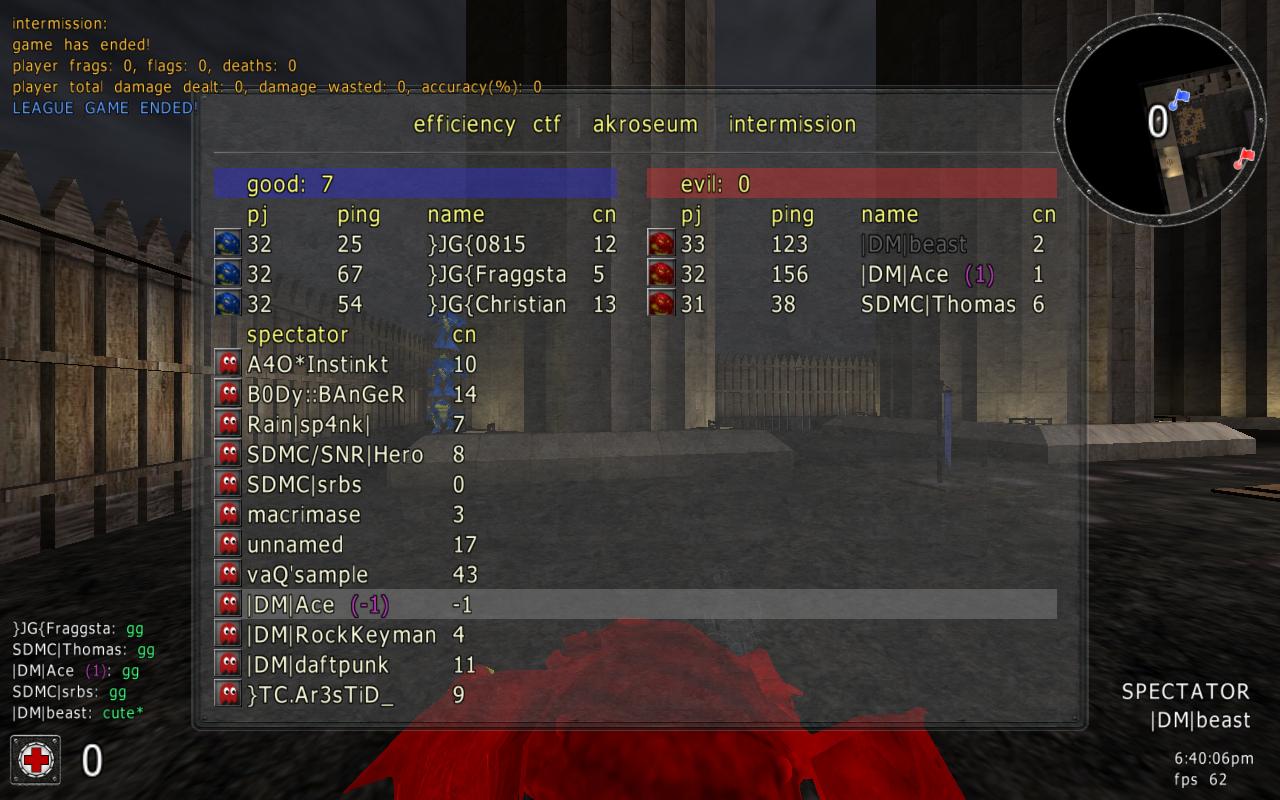 intermission:
game has ended!
player frags: 0, flags: 0, deaths: 0
player total damage dealt: 0, damage wasted: 0, accuracy(%): 0
LEAGUE GAME ENDED!
efficiency ctf akroseum intermission
0
good: 7 evil: 0
pj ping name cn pj ping name cn
32 25 }JG{0815 12 33 123 |DM|beast 2
32 67 }JG{Fraggsta 5 32 156 |DM|Ace (1) 1
32 54 }JG{Christian 13 31 38 SDMC|Thomas 6
spectator cn
A4O*Instinkt 10
B0Dy::BAnGeR 14
Rain|sp4nk| 7
SDMC/SNR|Hero 8
SDMC|srbs 0
macrimase 3
unnamed 17
vaQ'sample 43
|DM|Ace (-1) -1
|DM|RockKeyman 4
|DM|daftpunk 11
}TC.Ar3sTiD_ 9
}JG{Fraggsta: gg
SDMC|Thomas: gg
|DM|Ace (1): gg
SDMC|srbs: gg
|DM|beast: cute*
0
SPECTATOR
|DM|beast
6:40:06pm
fps 62